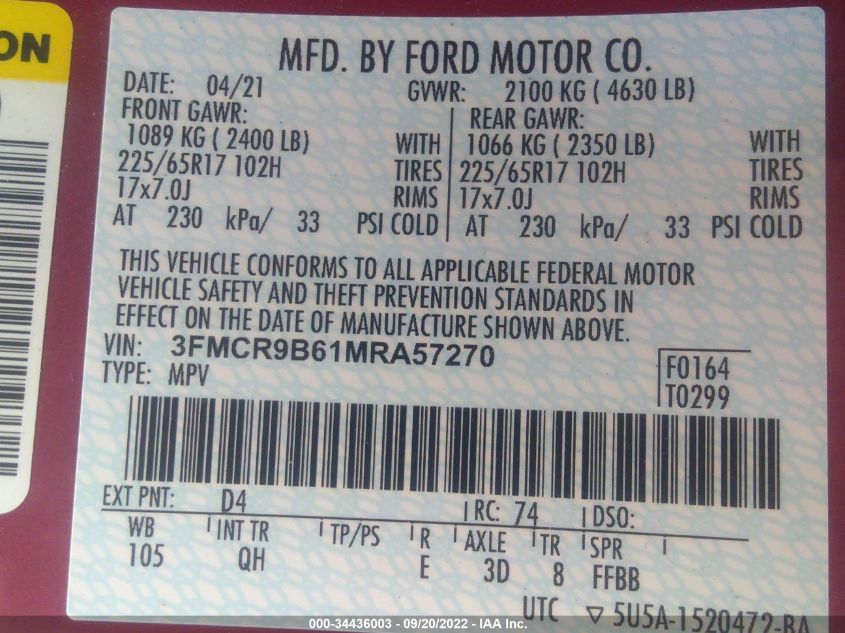 ON
MFD. BY FORD MOTOR CO.
DATE: 04/21 GVWR: 2100 KG ( 4630 LB)
FRONT GAWR: REAR GAWR:
1089 KG ( 2400 LB) WITH 1066 KG ( 2350 LB) WITH
225/65R17 102H TIRES 225/65R17 102H TIRES
17x7.0J RIMS 17x7.0J RIMS
AT 230 kPa/ 33 PSI COLD AT 230 kPa/ 33 PSI COLD
THIS VEHICLE CONFORMS TO ALL APPLICABLE FEDERAL MOTOR
VEHICLE SAFETY AND THEFT PREVENTION STANDARDS IN
EFFECT ON THE DATE OF MANUFACTURE SHOWN ABOVE.
VIN: 3FMCR9B61MRA57270 F0164
TYPE: MPV T0299
EXT PNT: D4 RC: 74 DSO:
WB INT TR TP/PS R AXLE TR SPR
105 QH E 3D 8 FFBB
UTC ▽ 5U5A-1520472-BA
000-34436003 - 09/20/2022 - IAA Inc.